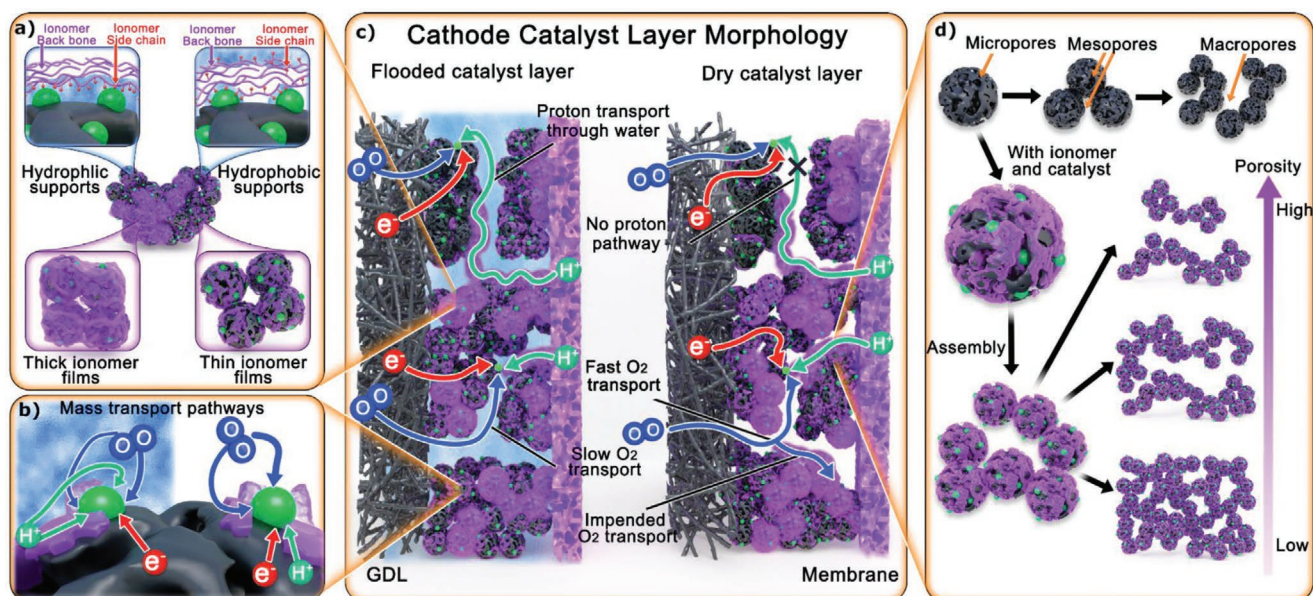 a)
Ionomer
Back bone
Ionomer
Side chain
Ionomer
Back bone
Ionomer
Side chain
Hydrophlic
supports
Hydrophobic
supports
Thick ionomer
films
Thin ionomer
films
b)
Mass transport pathways
O O
O O
H+
e-
e-
H+
c)
Cathode Catalyst Layer Morphology
Flooded catalyst layer
Dry catalyst layer
Proton transport
through water
O O
e-
H+
O O
e-
No proton
pathway
H+
e-
H+
O O
Slow O2
transport
e-
H+
Fast O2
transport
O O
Impended
O2 transport
GDL
Membrane
d)
Micropores
Mesopores
Macropores
With ionomer
and catalyst
Porosity
High
Assembly
Low